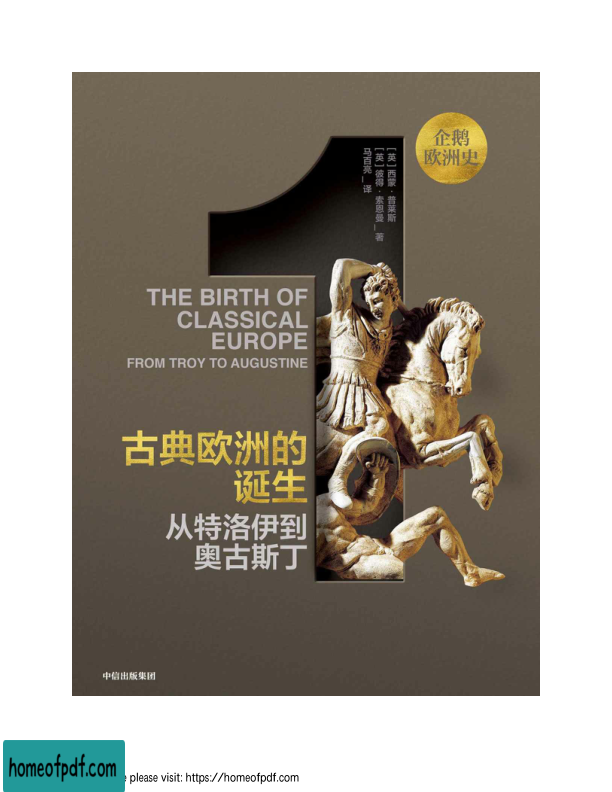 企鹅
欧洲史
[英]西蒙·普莱斯
[英]彼得·索恩曼_著
马百亮_译
THE BIRTH OF
CLASSICAL
EUROPE
FROM TROY TO AUGUSTINE
古典欧洲的
诞生
从特洛伊到
奥古斯丁
中信出版集团
homeofpdf.com
please visit: https://homeofpdf.com